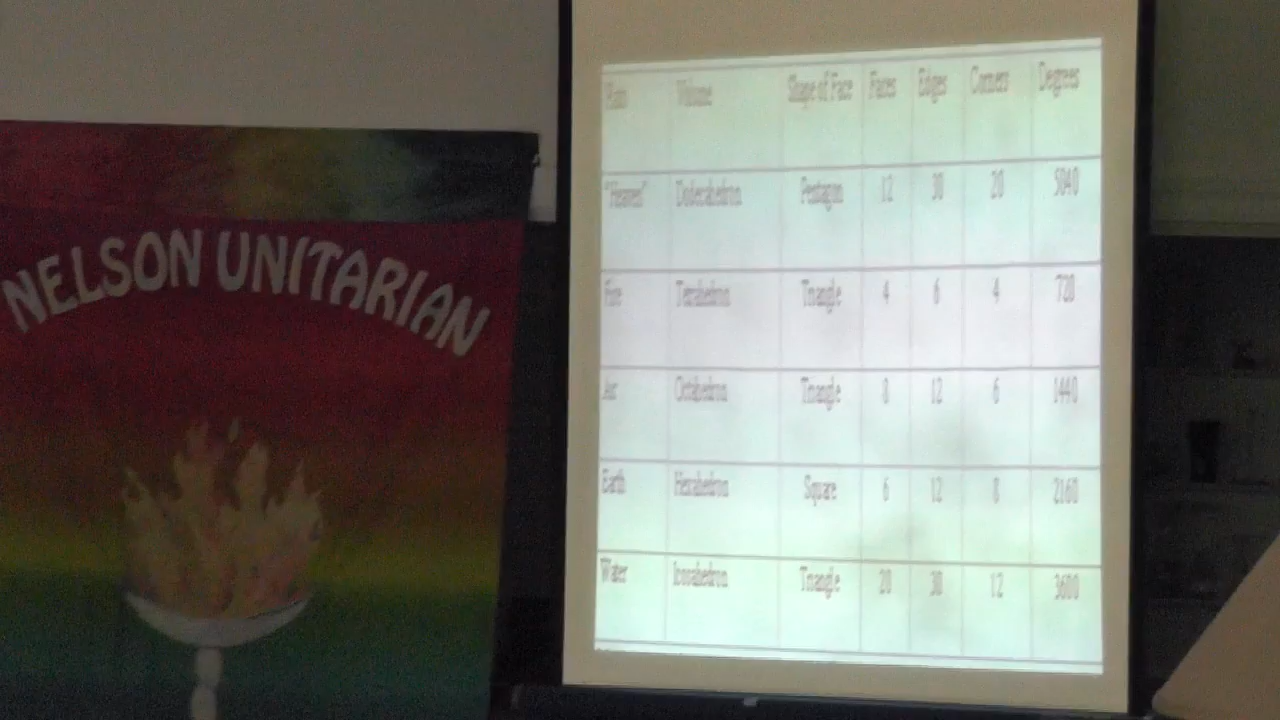 NELSON UNITARIAN
Volume Shape of Face Faces Edges Corners Degrees
"Heaven" Dodecahedron Pentagon 12 30 20 5040
Fire Tetrahedron Triangle 4 6 4 720
Air Octahedron Triangle 8 12 6 1440
Earth Hexahedron Square 6 12 8 2160
Water Icosahedron Triangle 20 30 12 3600